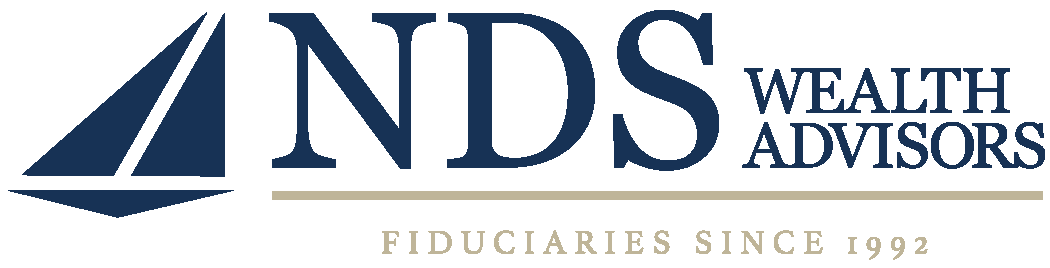 NDS WEALTH
ADVISORS
FIDUCIARIES SINCE 1992